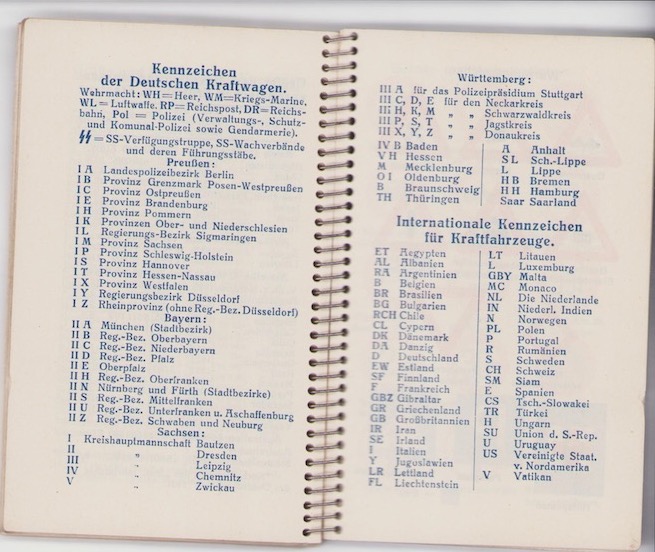 Kennzeichen
der Deutschen Kraftwagen.
Wehrmacht: WH=Heer, WM=Kriegs-Marine,
WL = Luftwaffe. RP=Reichspost, DR=Reichs-
bahn, Pol = Polizei (Verwaltungs-, Schutz-
und Komunal-Polizei sowie Gendarmerie).
SS=SS-Verfügungstruppe, SS-Wachverbände
und deren Führungsstäbe.
Preußen:
I A Landespolizeibezirk Berlin
I B Provinz Grenzmark Posen-Westpreußen
I C Provinz Ostpreußen
I E Provinz Brandenburg
I H Provinz Pommern
I K Provinzen Ober- und Niederschlesien
I L Regierungs-Bezirk Sigmaringen
I M Provinz Sachsen
I P Provinz Schleswig-Holstein
I S Provinz Hannover
I T Provinz Hessen-Nassau
I X Provinz Westfalen
I Y Regierungsbezirk Düsseldorf
I Z Rheinprovinz (ohne Reg.-Bez. Düsseldorf)
Bayern:
II A München (Stadtbezirk)
II B Reg.-Bez. Oberbayern
II C Reg.-Bez. Niederbayern
II D Reg.-Bez. Pfalz
II E Oberpfalz
II H Reg.-Bez. Oberfranken
II N Nürnberg und Fürth (Stadtbezirke)
II S Reg.-Bez. Mittelfranken
II U Reg.-Bez. Unterfranken u. Aschaffenburg
II Z Reg.-Bez. Schwaben und Neuburg
Sachsen:
I Kreishauptmannschaft Bautzen
II " Dresden
III " Leipzig
IV " Chemnitz
V " Zwickau
Württemberg:
III A für das Polizeipräsidium Stuttgart
III C, D, E für den Neckarkreis
III H, K, M " " Schwarzwaldkreis
III P, S, T " " Jagstkreis
III X, Y, Z " " Donaukreis
IV B Baden
V H Hessen
M Mecklenburg
O I Oldenburg
B Braunschweig
TH Thüringen
A Anhalt
S L Sch.-Lippe
L Lippe
H B Bremen
H H Hamburg
Saar Saarland
Internationale Kennzeichen
für Kraftfahrzeuge.
ET Aegypten
AL Albanien
RA Argentinien
B Belgien
BR Brasilien
BG Bulgarien
RCH Chile
CL Cypern
DK Dänemark
DA Danzig
D Deutschland
EW Estland
SF Finnland
F Frankreich
GBZ Gibraltar
GR Griechenland
GB Großbritannien
IR Iran
SE Irland
I Italien
Y Jugoslawien
LR Lettland
FL Liechtenstein
LT Litauen
L Luxemburg
GBY Malta
MC Monaco
NL Die Niederlande
IN Niederl. Indien
N Norwegen
PL Polen
P Portugal
R Rumänien
S Schweden
CH Schweiz
SM Siam
E Spanien
CS Tsch.-Slowakei
TR Türkei
H Ungarn
SU Union d. S.-Rep.
U Uruguay
US Vereinigte Staat.
v. Nordamerika
V Vatikan